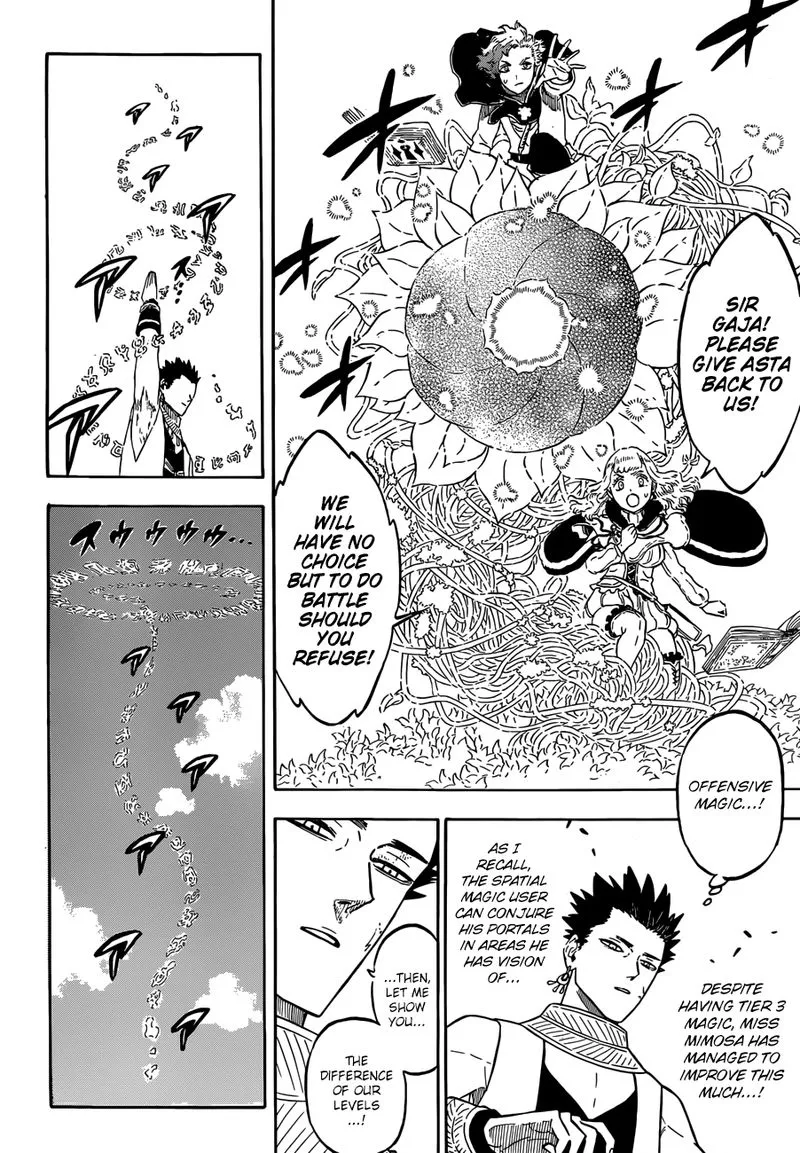 SIR
GAJA!
PLEASE
GIVE ASTA
BACK TO
US!
WE
WILL
HAVE NO
CHOICE
BUT TO DO
BATTLE
SHOULD
YOU
REFUSE!
OFFENSIVE
MAGIC...!
DESPITE
HAVING TIER 3
MAGIC, MISS
MIMOSA HAS
MANAGED TO
IMPROVE THIS
MUCH...!
AS I
RECALL,
THE SPATIAL
MAGIC USER
CAN CONJURE
HIS PORTALS
IN AREAS HE
HAS VISION
OF...
...THEN,
LET ME
SHOW
YOU...
THE
DIFFERENCE
OF OUR
LEVELS
...!
ズ
ズゥゥゥゥゥ...